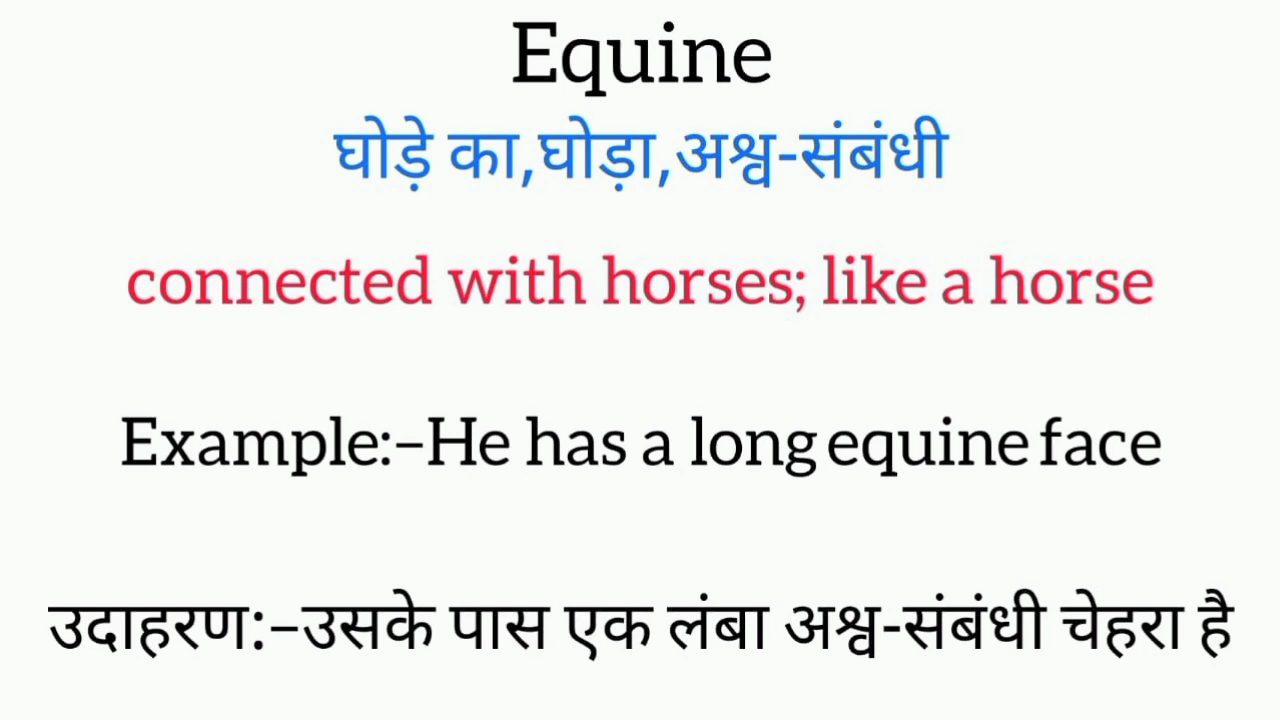 Equine
घोड़े का,घोड़ा,अश्व-संबंधी
connected with horses; like a horse
Example:–He has a long equine face
उदाहरण:–उसके पास एक लंबा अश्व-संबंधी चेहरा है